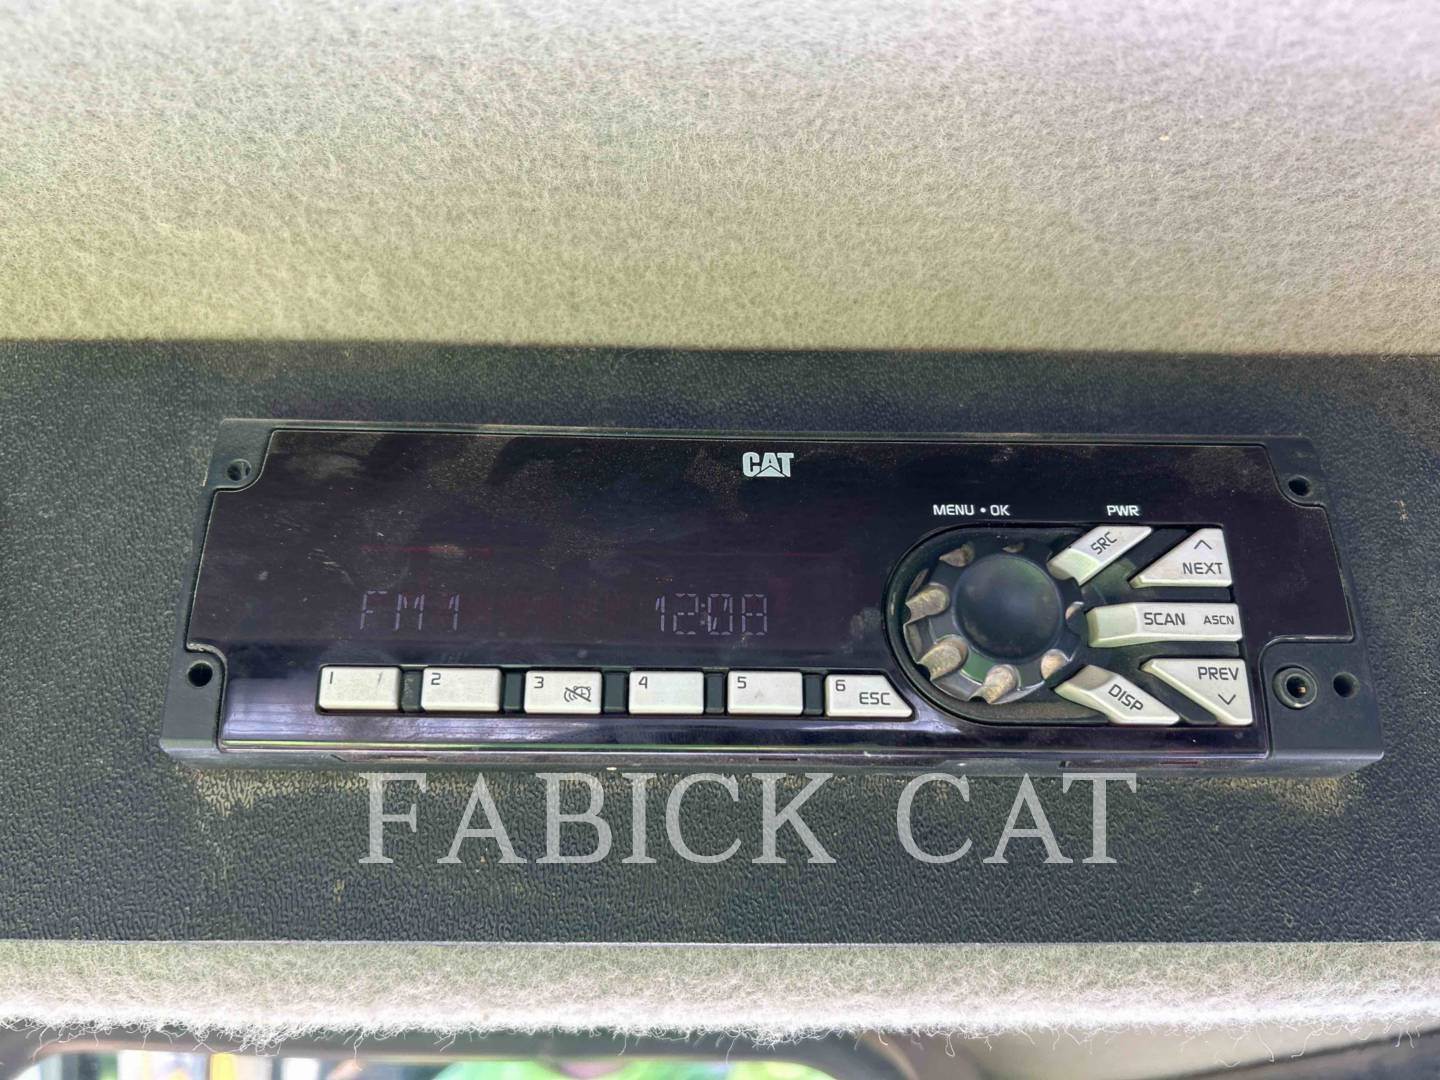 CAT
MENU • OK PWR
SRC
NEXT
FM1 12:08
SCAN ASCN
1 2 3 4 5 6 ESC
DISP
PREV
FABICK CAT